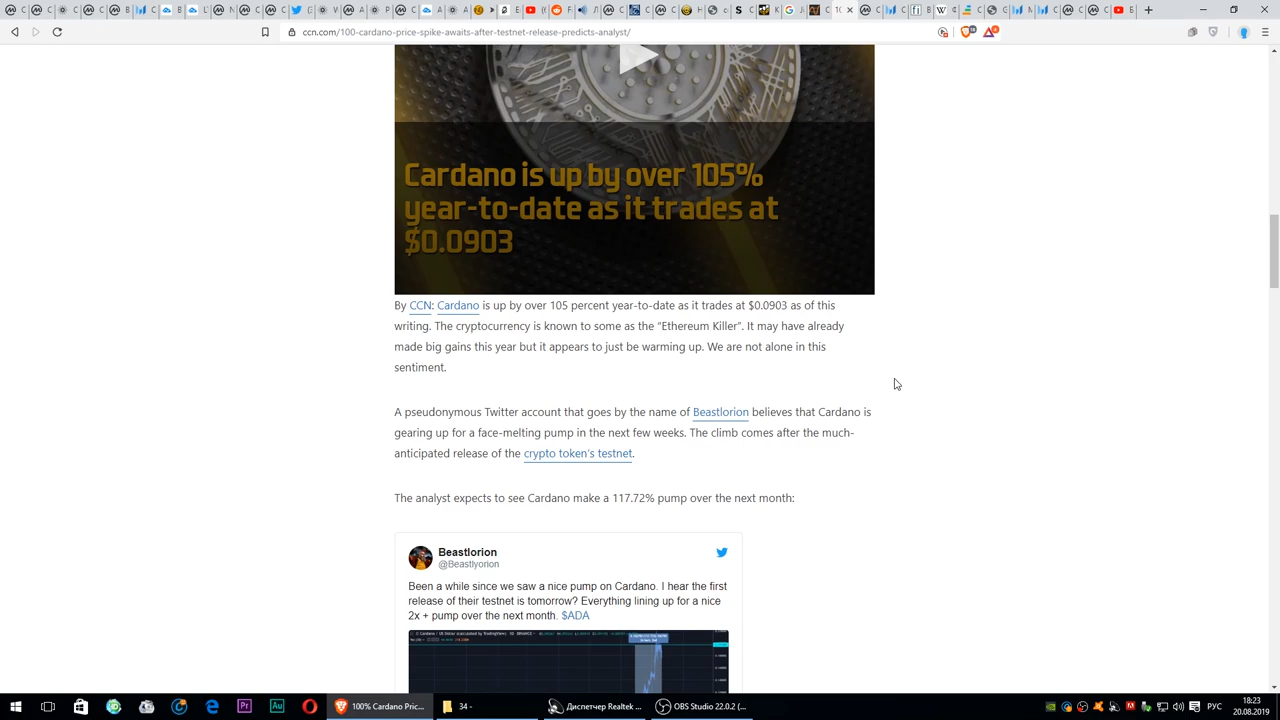 ccn.com/100-cardano-price-spike-awaits-after-testnet-release-predicts-analyst/
Cardano is up by over 105%
year-to-date as it trades at
$0.0903
By CCN: Cardano is up by over 105 percent year-to-date as it trades at $0.0903 as of this
writing. The cryptocurrency is known to some as the “Ethereum Killer”. It may have already
made big gains this year but it appears to just be warming up. We are not alone in this
sentiment.
A pseudonymous Twitter account that goes by the name of Beastlorion believes that Cardano is
gearing up for a face-melting pump in the next few weeks. The climb comes after the much-
anticipated release of the crypto token’s testnet.
The analyst expects to see Cardano make a 117.72% pump over the next month:
Beastlorion
@Beastlyorion
Been a while since we saw a nice pump on Cardano. I hear the first
release of their testnet is tomorrow? Everything lining up for a nice
2x + pump over the next month. $ADA
100% Cardano Pric...
34 -
Диспетчер Realtek ...
OBS Studio 22.0.2 (...
РУС
18:23
20.08.2019